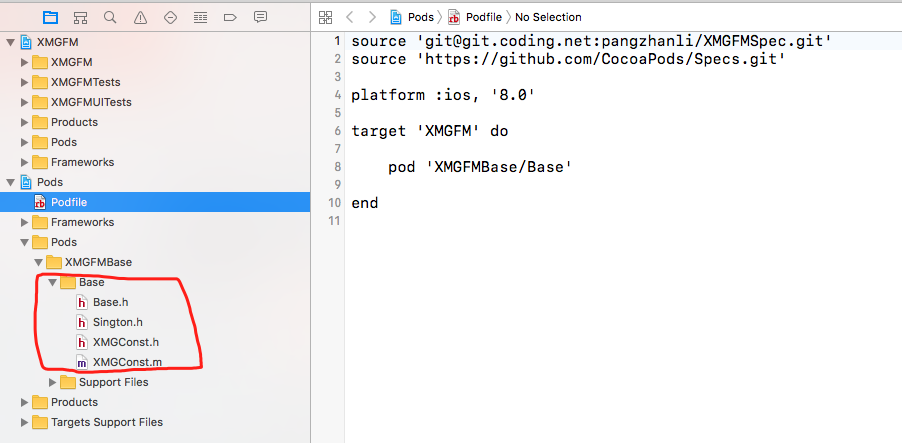 Pods 〉 Podfile 〉 No Selection
XMGFM
XMGFM
XMGFMTests
XMGFMUITests
Products
Pods
Frameworks
Pods
rb Podfile
Frameworks
Pods
XMGFMBase
Base
h Base.h
h Sington.h
h XMGConst.h
m XMGConst.m
Support Files
Products
Targets Support Files
1 source 'git@git.coding.net:pangzhanli/XMGFMSpec.git'
2 source 'https://github.com/CocoaPods/Specs.git'
3
4 platform :ios, '8.0'
5
6 target 'XMGFM' do
7
8 pod 'XMGFMBase/Base'
9
10 end
11